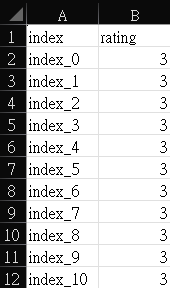 A B
1 index rating
2 index_0 3
3 index_1 3
4 index_2 3
5 index_3 3
6 index_4 3
7 index_5 3
8 index_6 3
9 index_7 3
10 index_8 3
11 index_9 3
12 index_10 3